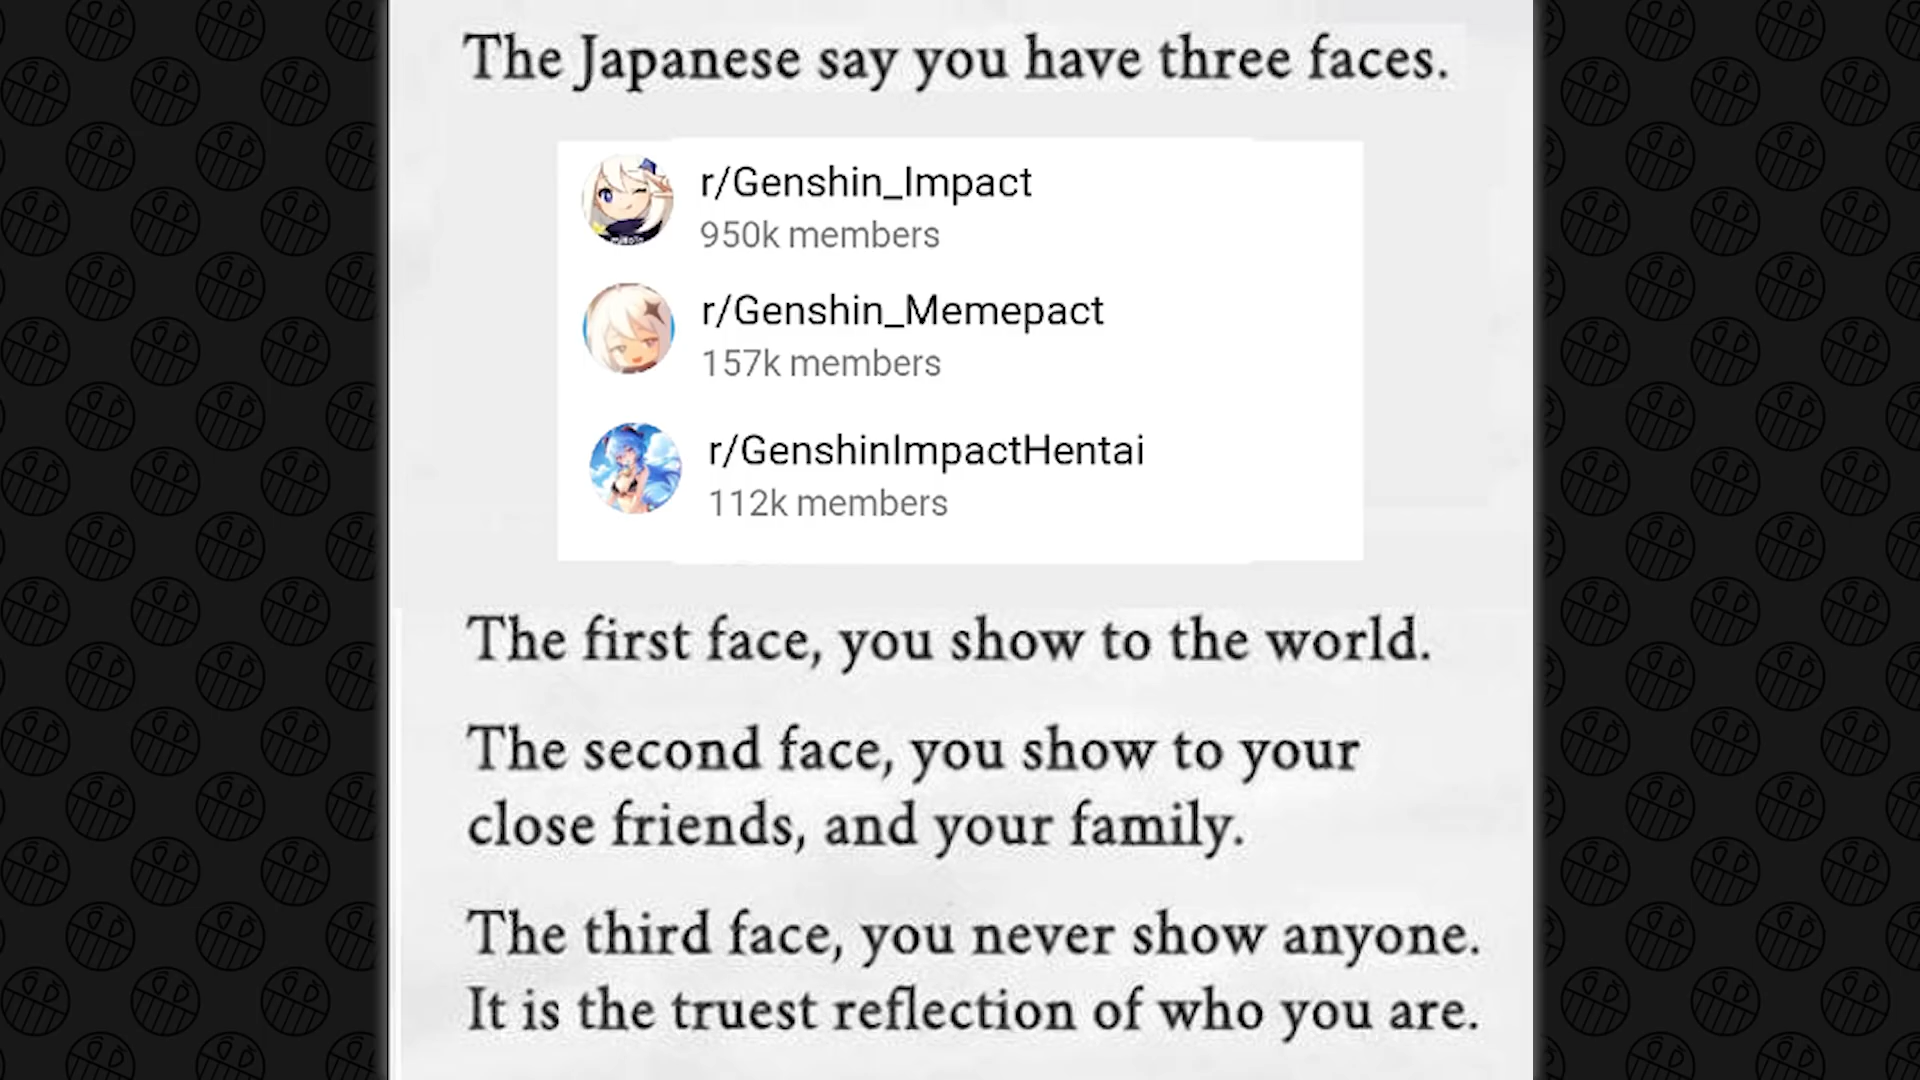 The Japanese say you have three faces.
r/Genshin_Impact
950k members
r/Genshin_Memepact
157k members
r/GenshinImpactHentai
112k members
The first face, you show to the world.
The second face, you show to your
close friends, and your family.
The third face, you never show anyone.
It is the truest reflection of who you are.